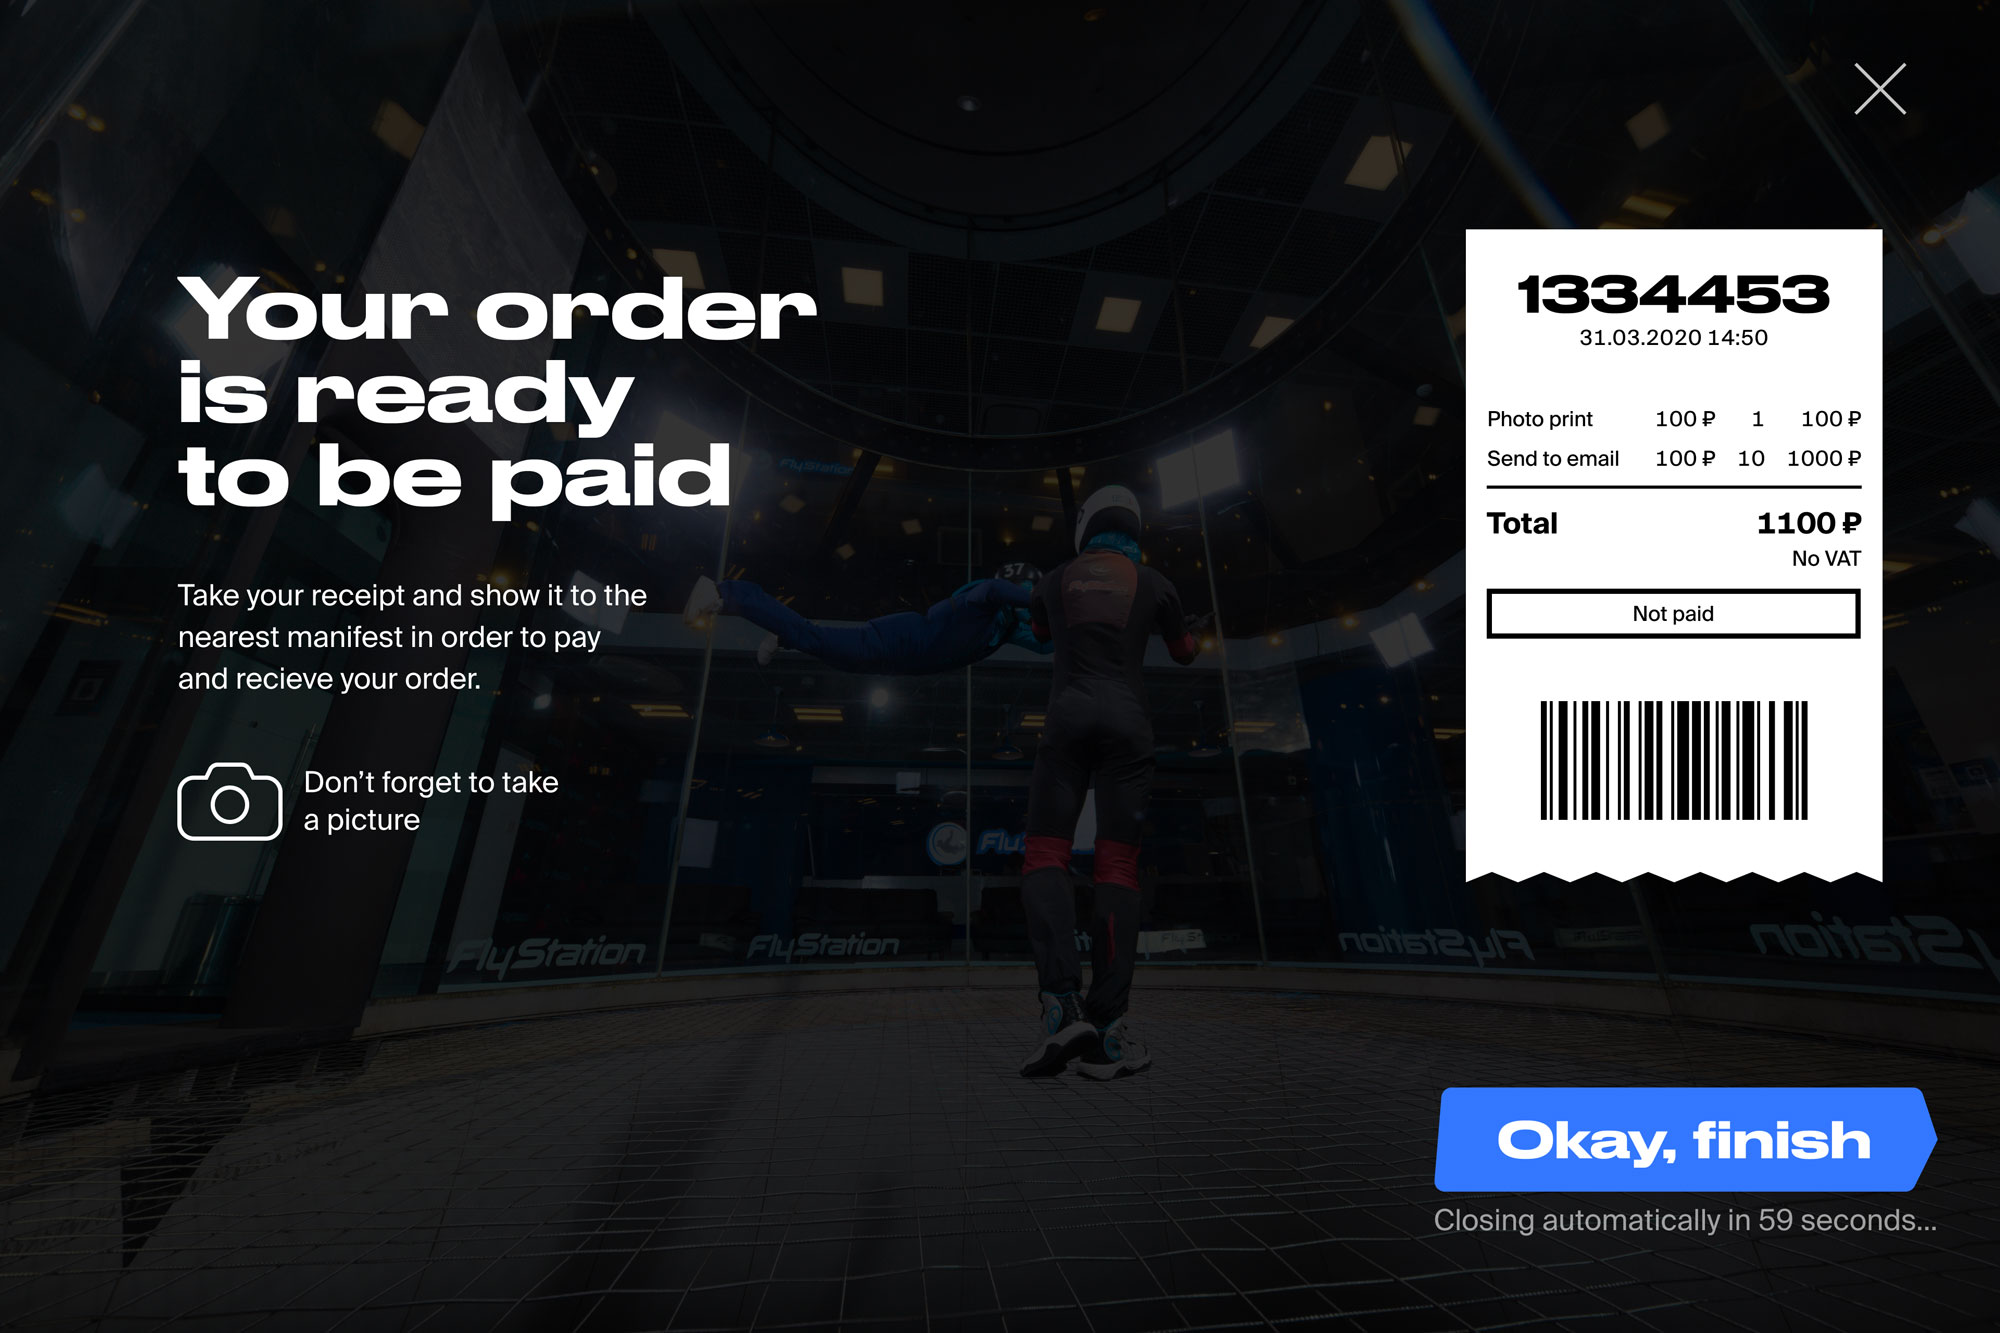 Your order
is ready
to be paid
Take your receipt and show it to the
nearest manifest in order to pay
and recieve your order.
Don’t forget to take
a picture
1334453
31.03.2020 14:50
Photo print 100 ₽ 1 100 ₽
Send to email 100 ₽ 10 1000 ₽
Total 1100 ₽
No VAT
Not paid
Okay, finish
Closing automatically in 59 seconds...
FlyStation
37
FlyStation
FlyStation
FlyStation
FlyStation